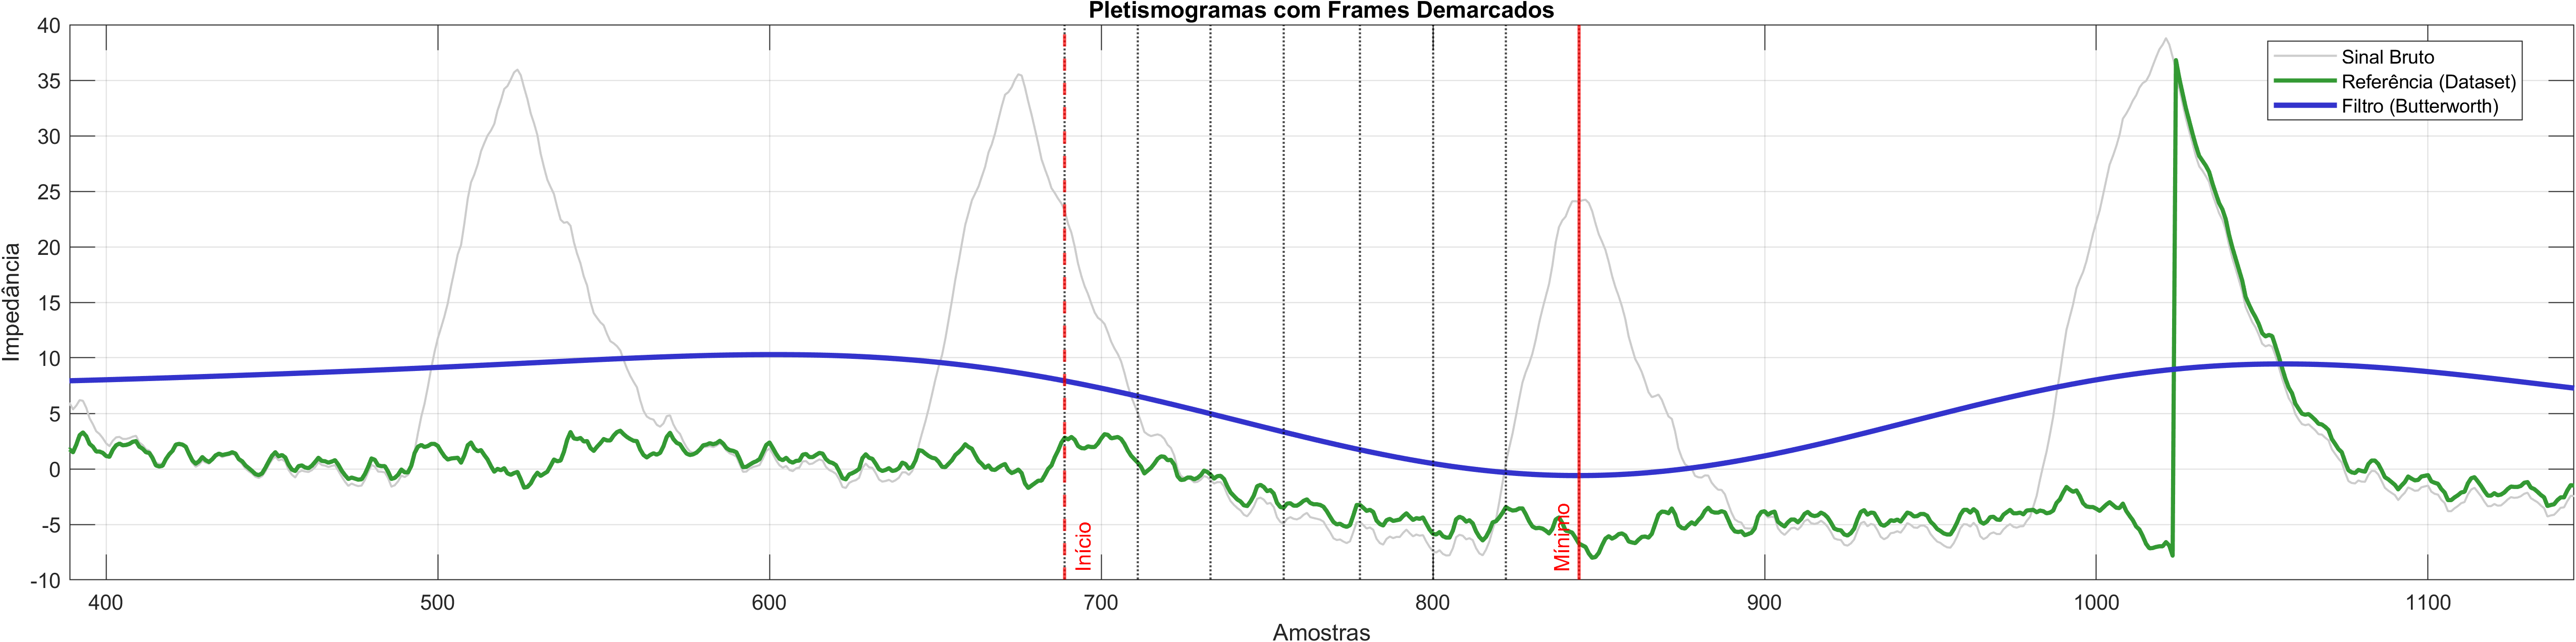 Pletismogramas com Frames Demarcados
40
35
30
25
20
15
10
5
0
-5
-10
Impedância
Sinal Bruto
Referência (Dataset)
Filtro (Butterworth)
Início
Mínimo
400 500 600 700 800 900 1000 1100
Amostras